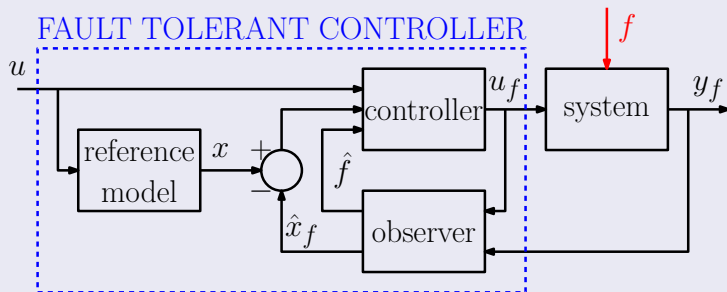 FAULT TOLERANT CONTROLLER
f
u
u_f
y_f
controller
system
reference
model
x
+
−
f̂
x̂_f
observer